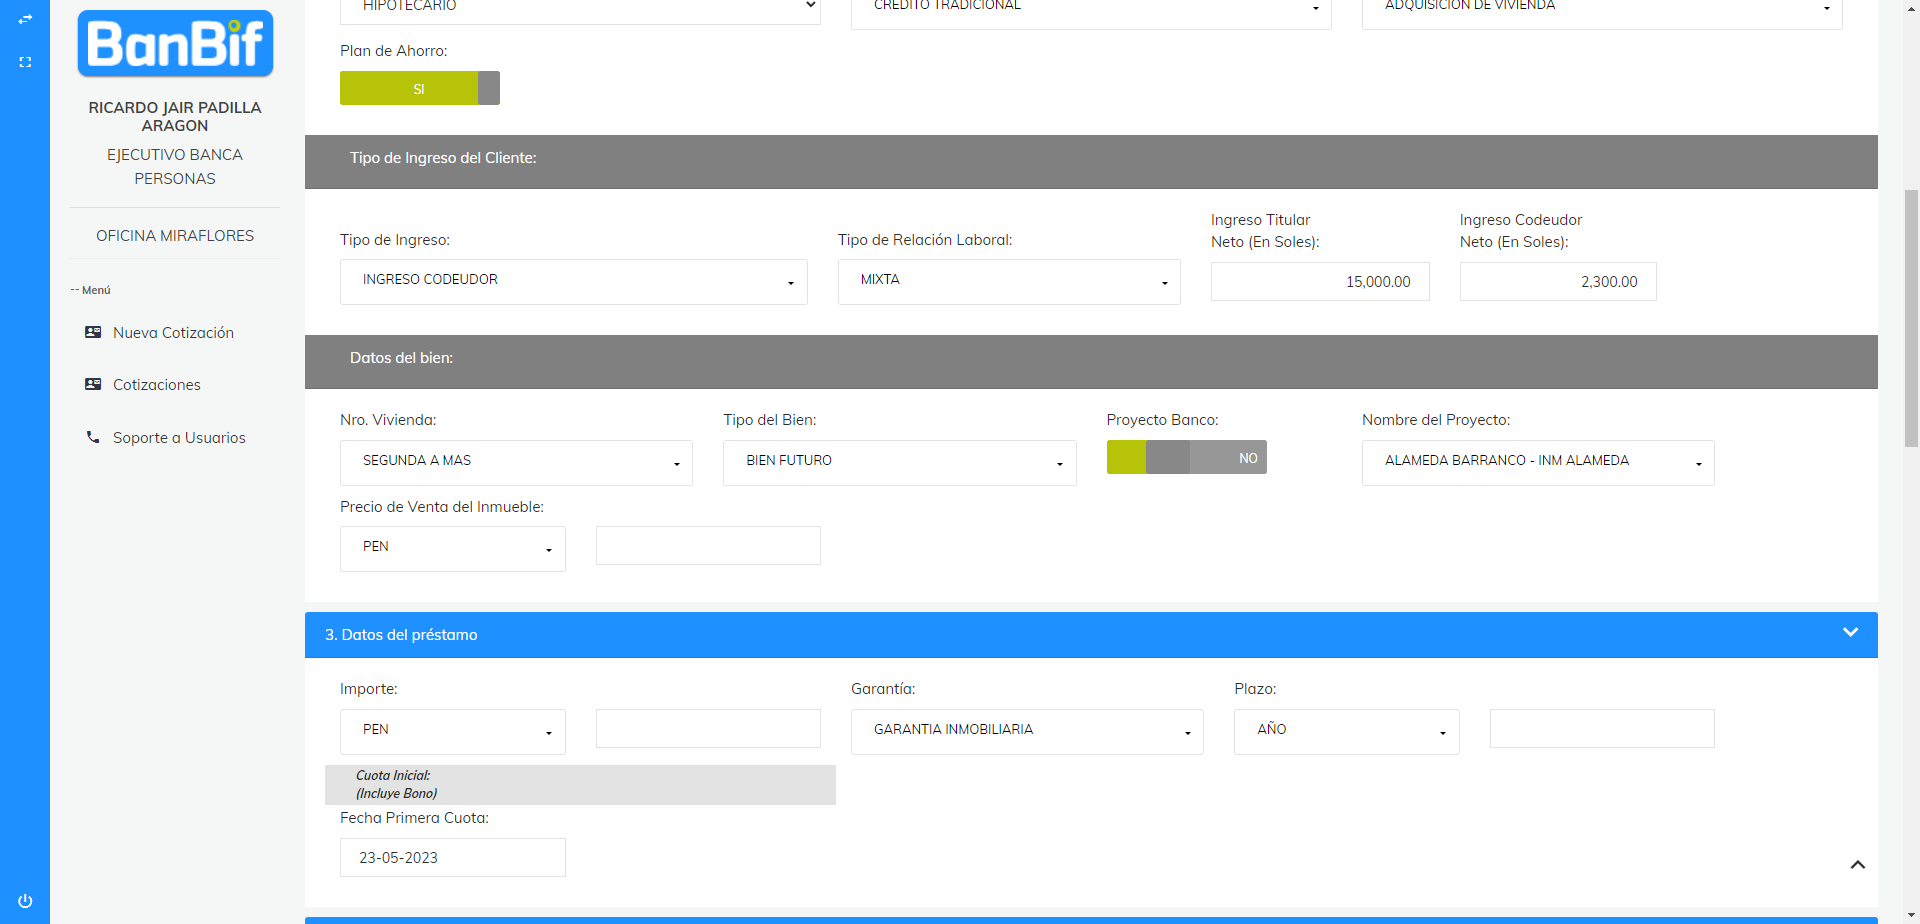 BanBif
RICARDO JAIR PADILLA
ARAGON
EJECUTIVO BANCA
PERSONAS
OFICINA MIRAFLORES
-- Menú
Nueva Cotización
Cotizaciones
Soporte a Usuarios
HIPOTECARIO
CREDITO TRADICIONAL
ADQUISICION DE VIVIENDA
Plan de Ahorro:
SI
Tipo de Ingreso del Cliente:
Tipo de Ingreso:
INGRESO CODEUDOR
Tipo de Relación Laboral:
MIXTA
Ingreso Titular
Neto (En Soles):
15,000.00
Ingreso Codeudor
Neto (En Soles):
2,300.00
Datos del bien:
Nro. Vivienda:
SEGUNDA A MAS
Tipo del Bien:
BIEN FUTURO
Proyecto Banco:
NO
Nombre del Proyecto:
ALAMEDA BARRANCO - INM ALAMEDA
Precio de Venta del Inmueble:
PEN
3. Datos del préstamo
Importe:
PEN
Garantía:
GARANTIA INMOBILIARIA
Plazo:
AÑO
Cuota Inicial:
(Incluye Bono)
Fecha Primera Cuota:
23-05-2023